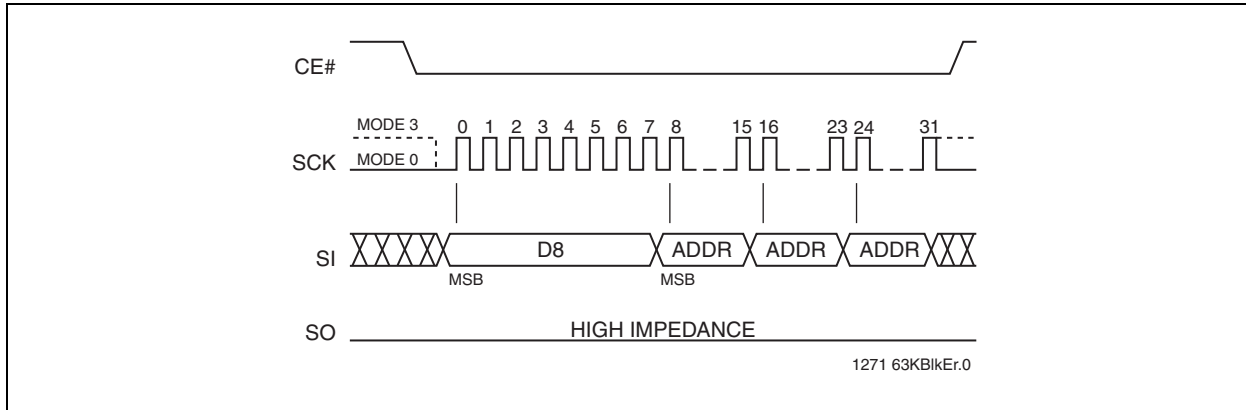 CE#
MODE 3
0 1 2 3 4 5 6 7 8 15 16 23 24 31
SCK
MODE 0
SI
D8 ADDR ADDR ADDR
MSB MSB
SO
HIGH IMPEDANCE
1271 63KBlkEr.0